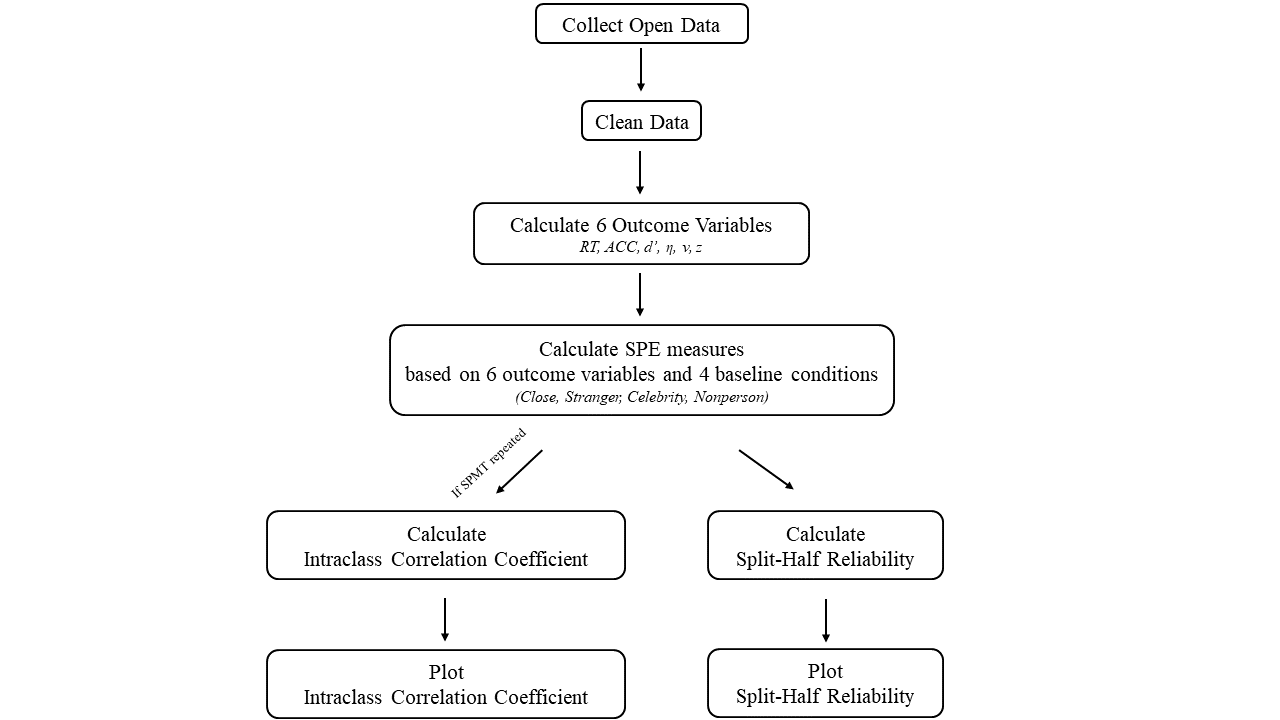 Collect Open Data
Clean Data
Calculate 6 Outcome Variables
RT, ACC, d', η, v, z
Calculate SPE measures
based on 6 outcome variables and 4 baseline conditions
(Close, Stranger, Celebrity, Nonperson)
If SPMT repeated
Calculate
Intraclass Correlation Coefficient
Calculate
Split-Half Reliability
Plot
Intraclass Correlation Coefficient
Plot
Split-Half Reliability